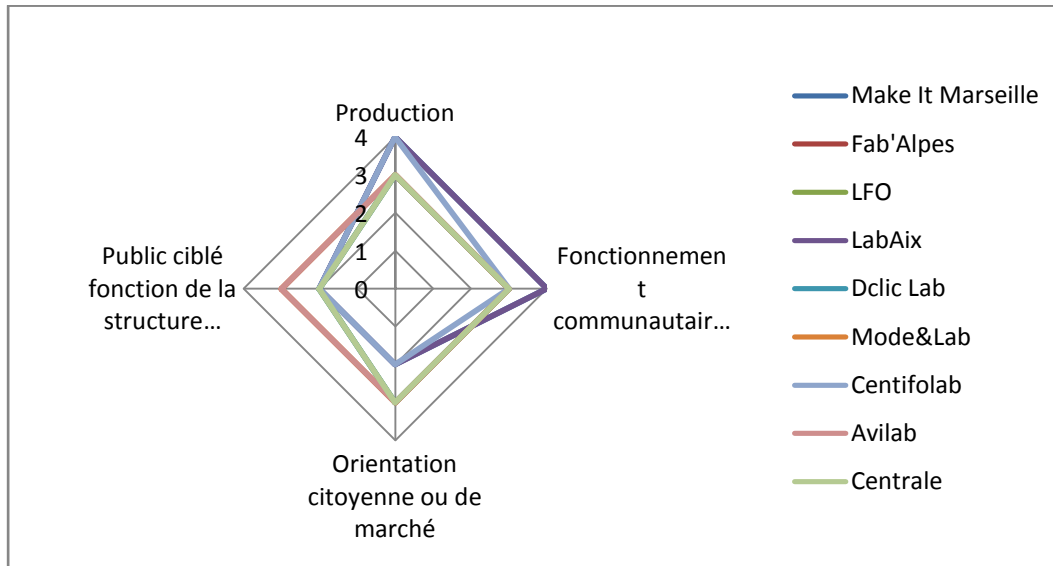 Production
4
3
2
1
0
Public ciblé
fonction de la
structure…
Fonctionnemen
t
communautair…
Orientation
citoyenne ou de
marché
Make It Marseille
Fab'Alpes
LFO
LabAix
Dclic Lab
Mode&Lab
Centifolab
Avilab
Centrale